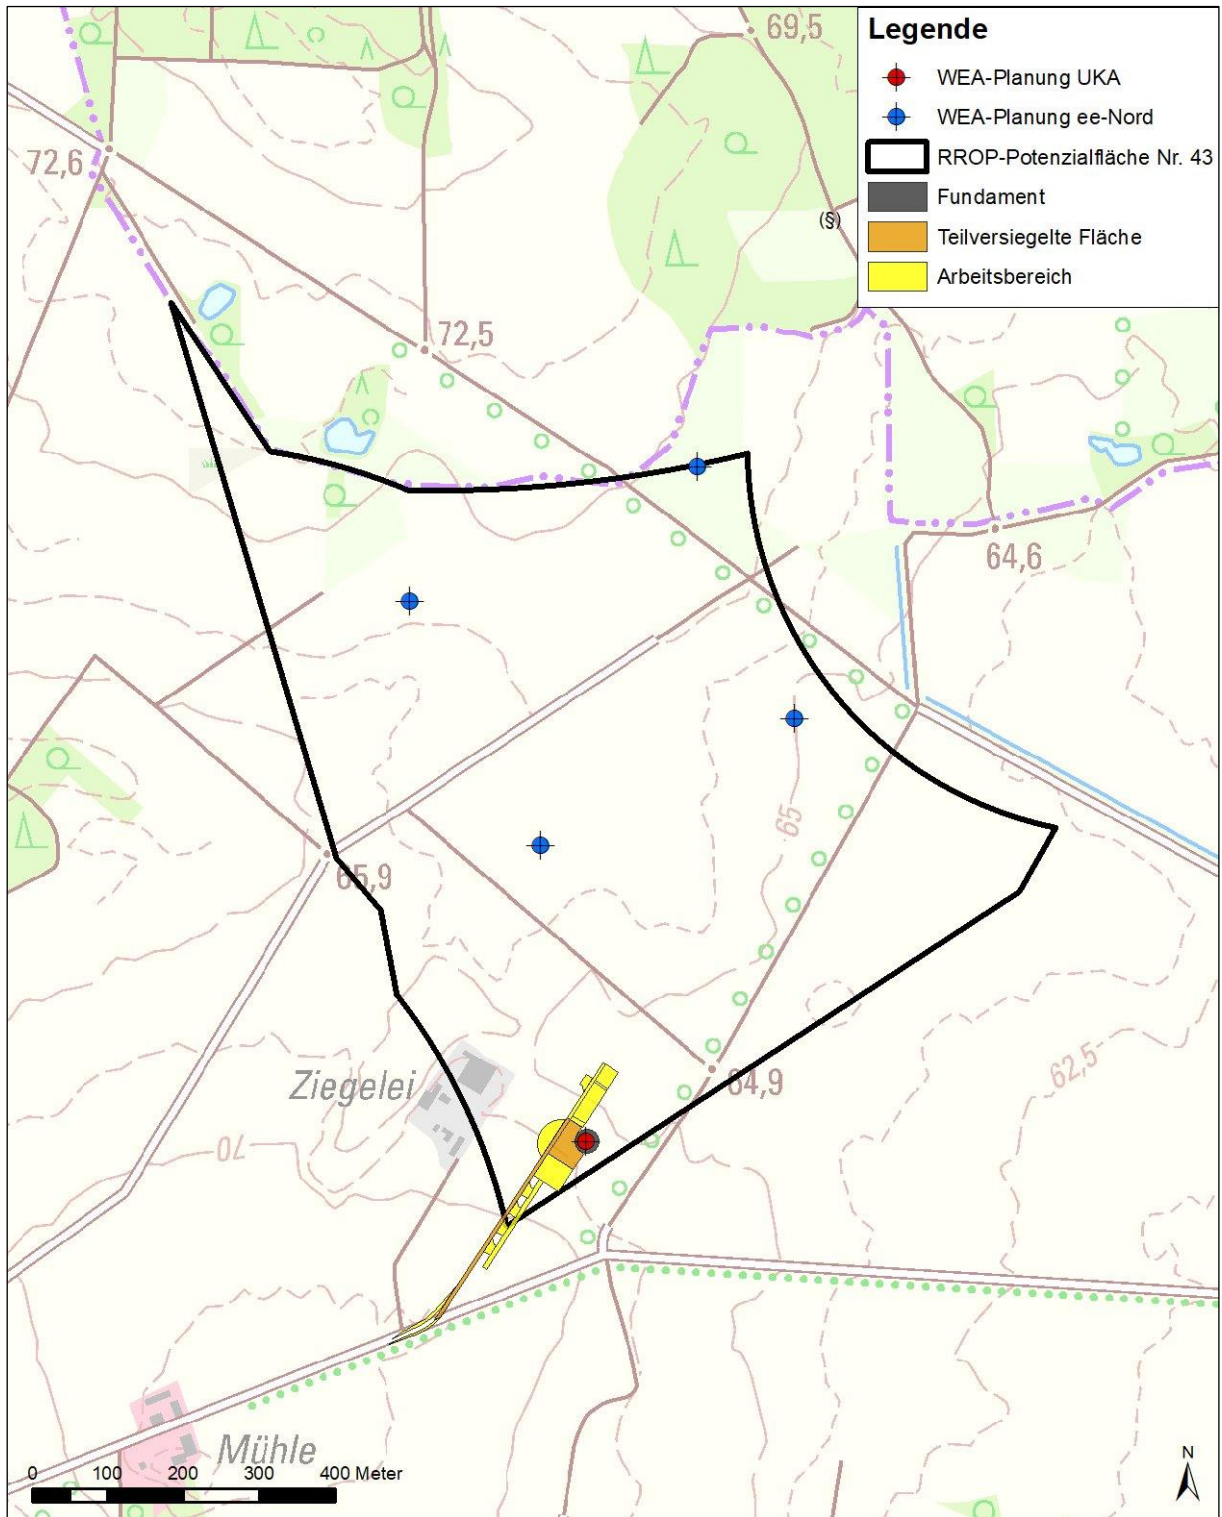 69,5
Legende
WEA-Planung UKA
WEA-Planung ee-Nord
RROP-Potenzialfläche Nr. 43
Fundament
Teilversiegelte Fläche
Arbeitsbereich
72,6
(§)
72,5
64,6
65
65,9
Ziegelei
64,9
62,5
70
Mühle
0 100 200 300 400 Meter
N